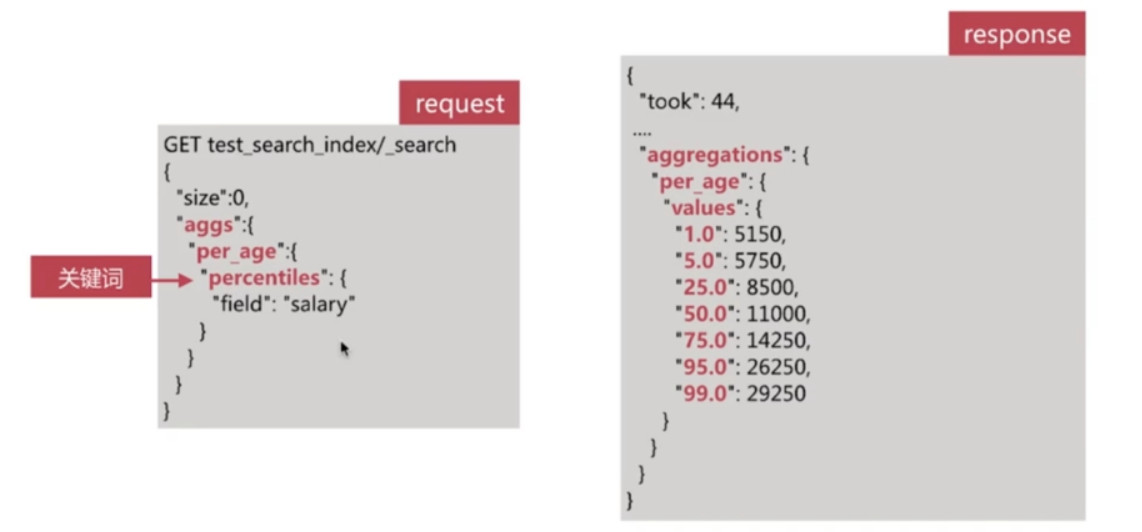 request
GET test_search_index/_search
{
"size":0,
"aggs":{
"per_age":{
关键词
"percentiles": {
"field": "salary"
}
}
}
}
response
{
"took": 44,
....
"aggregations": {
"per_age": {
"values": {
"1.0": 5150,
"5.0": 5750,
"25.0": 8500,
"50.0": 11000,
"75.0": 14250,
"95.0": 26250,
"99.0": 29250
}
}
}
}